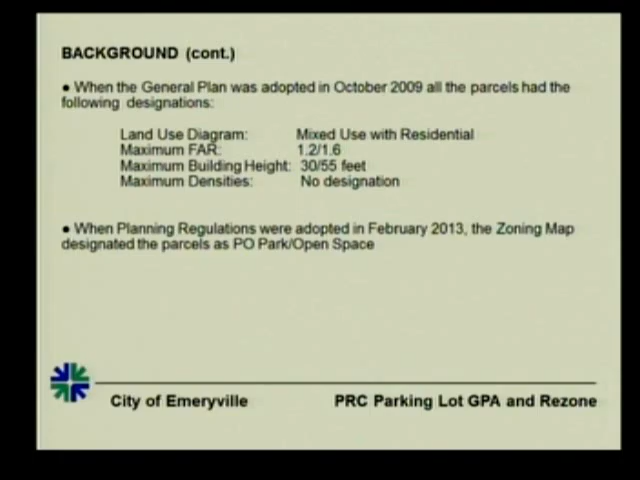 BACKGROUND (cont.)
● When the General Plan was adopted in October 2009 all the parcels had the
following designations:
Land Use Diagram: Mixed Use with Residential
Maximum FAR: 1.2/1.6
Maximum Building Height: 30/55 feet
Maximum Densities: No designation
● When Planning Regulations were adopted in February 2013, the Zoning Map
designated the parcels as PO Park/Open Space
City of Emeryville PRC Parking Lot GPA and Rezone